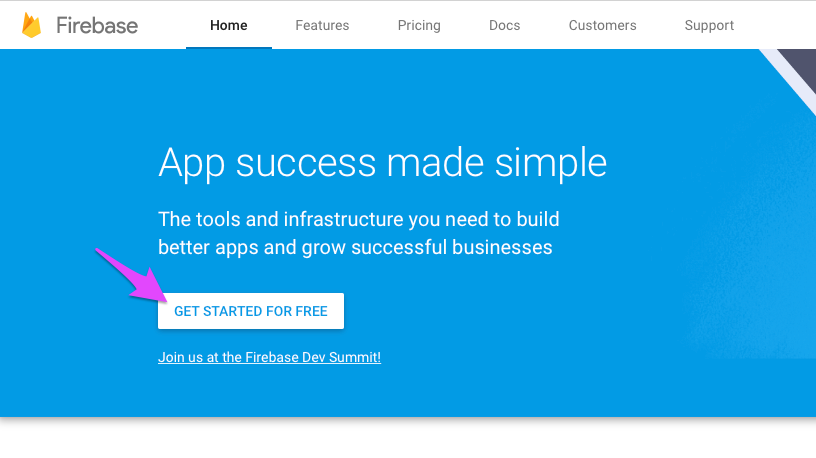 Firebase
Home Features Pricing Docs Customers Support
App success made simple
The tools and infrastructure you need to build
better apps and grow successful businesses
GET STARTED FOR FREE
Join us at the Firebase Dev Summit!